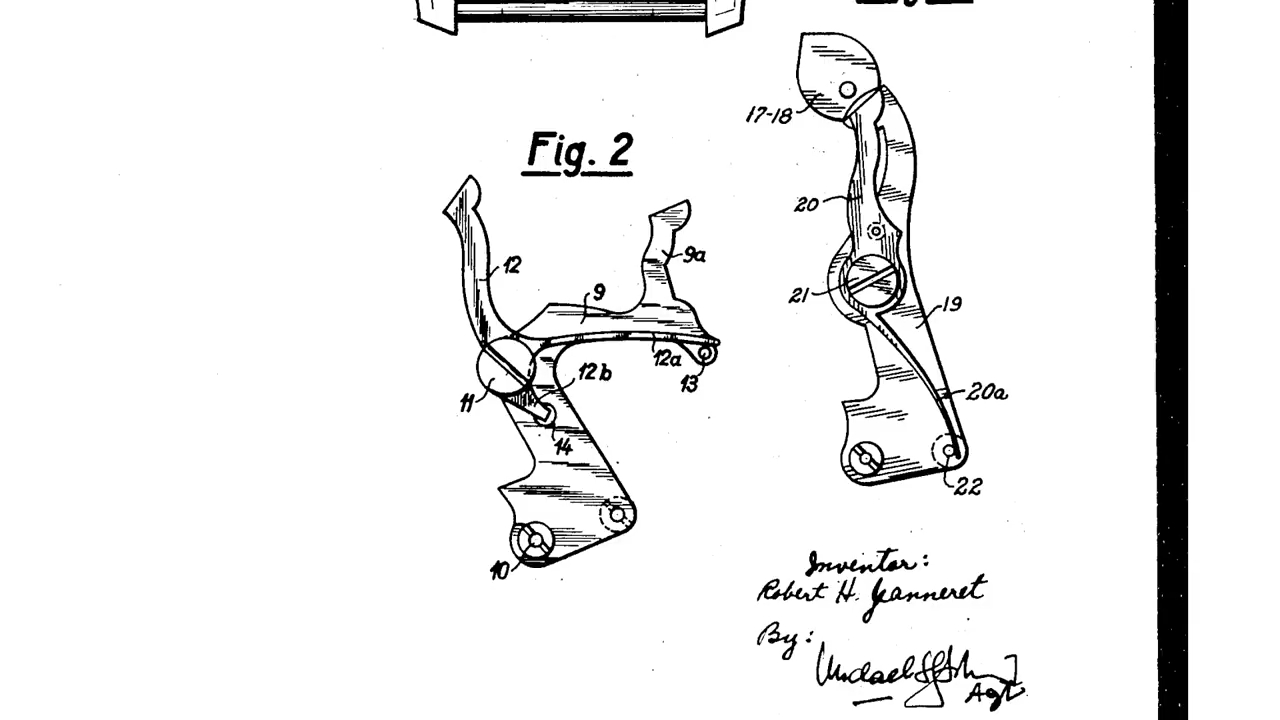 Fig. 2
12
9
9a
12a
13
12b
11
14
10
17-18
20
21
19
20a
22
Inventor:
Robert H. Jeanneret
By:
Agt